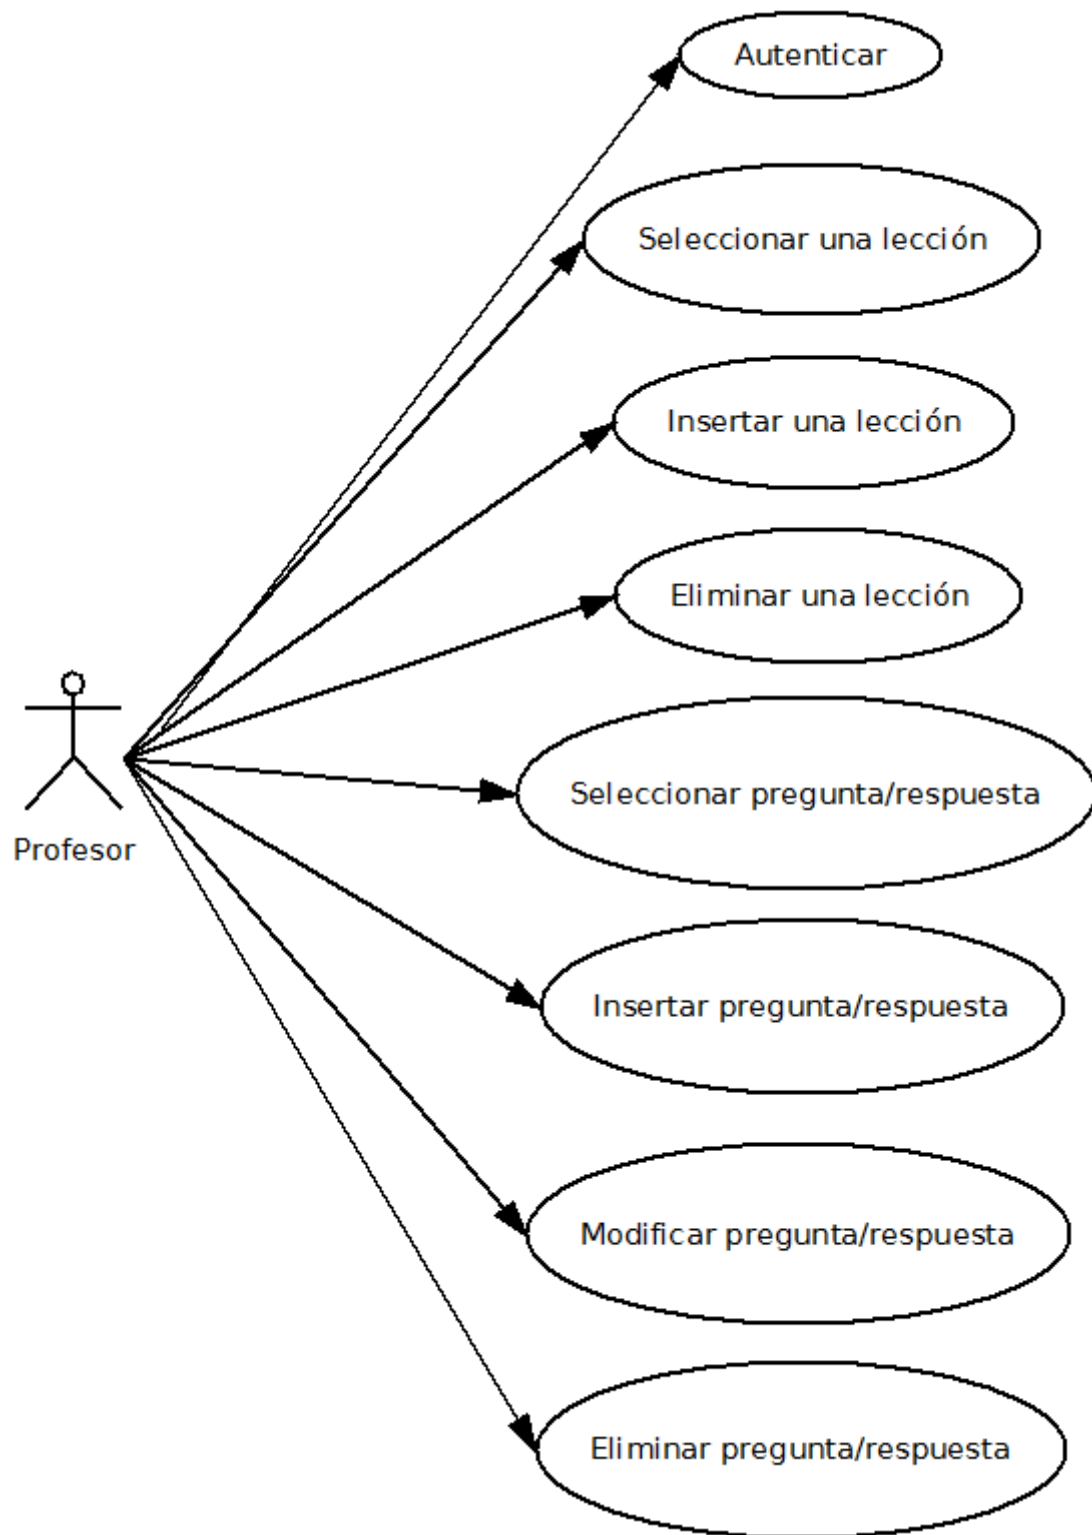 Autenticar
Seleccionar una lección
Insertar una lección
Eliminar una lección
Profesor
Seleccionar pregunta/respuesta
Insertar pregunta/respuesta
Modificar pregunta/respuesta
Eliminar pregunta/respuesta